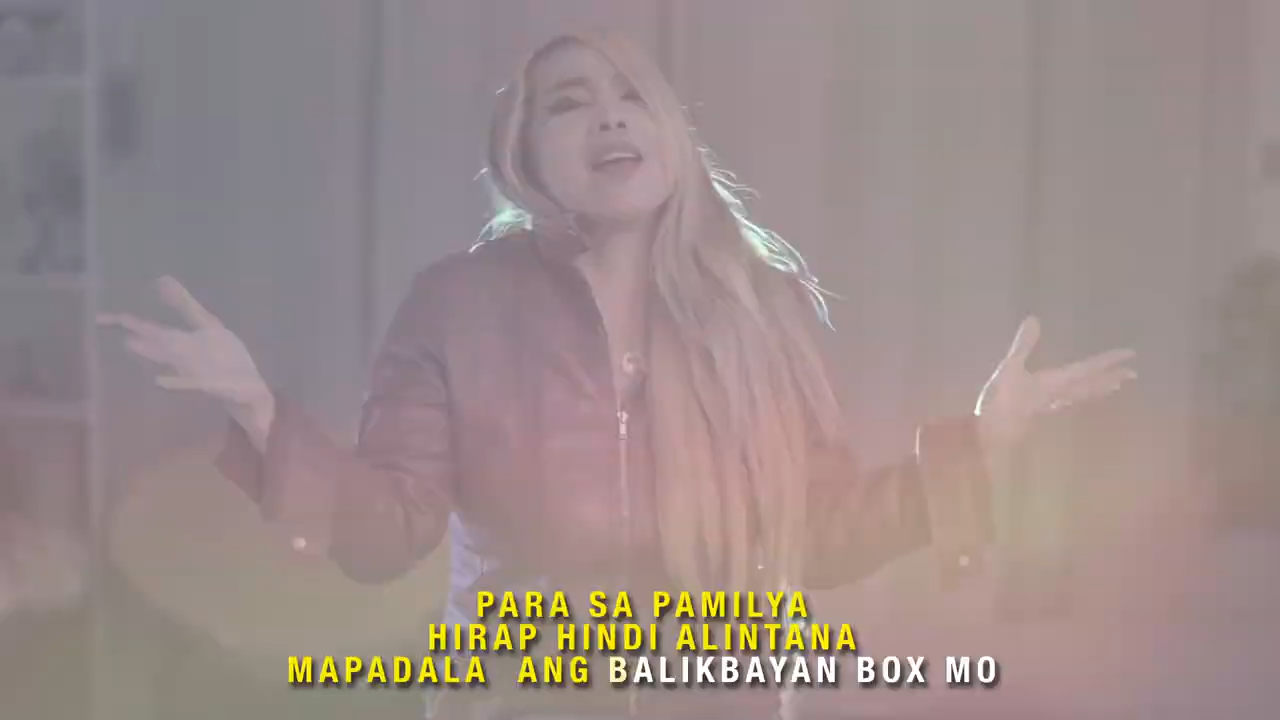 PARA SA PAMILYA
HIRAP HINDI ALINTANA
MAPADALA ANG BALIKBAYAN BOX MO